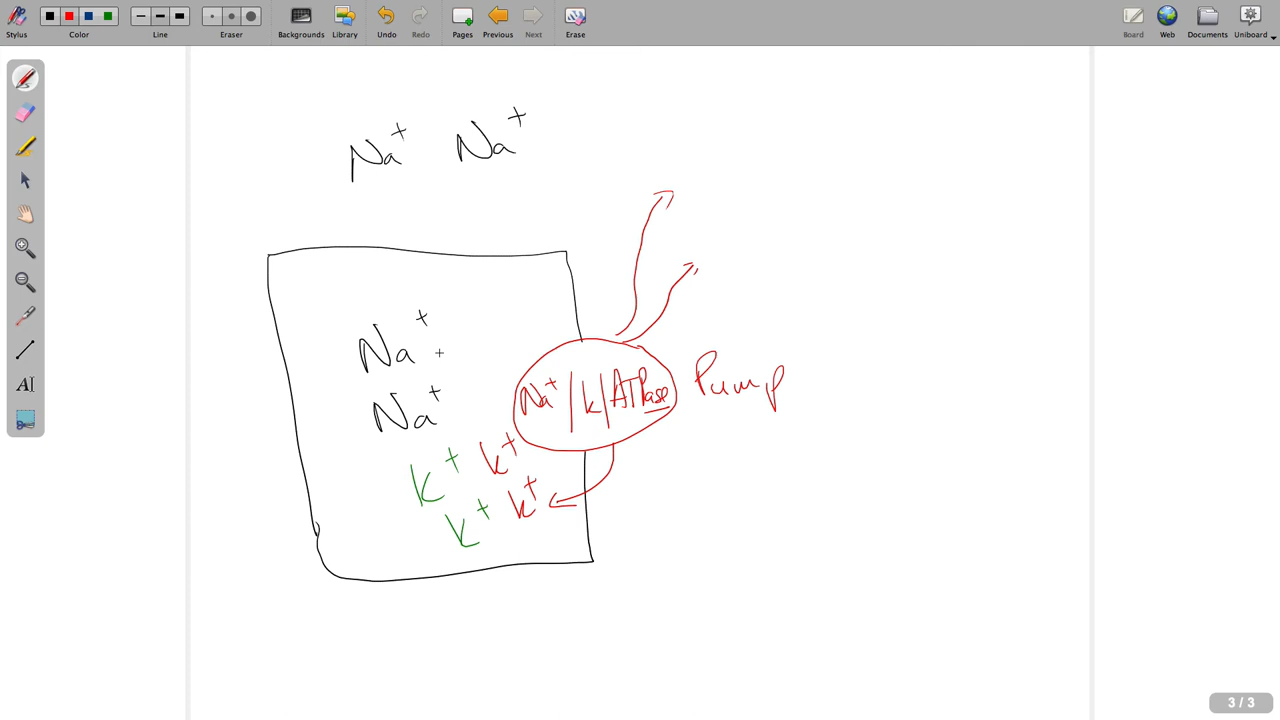 Stylus Color Line Eraser Backgrounds Library Undo Redo Pages Previous Next Erase Board Web Documents Uniboard
Na+ Na+
Na+
+
Na+
Na+ | k | ATPase Pump
K+ k+
K+ k+
3 / 3